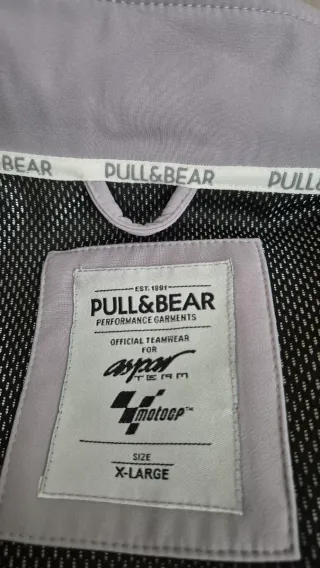 BEAR PULL&BEAR PULL&
EST. 1991
PULL&BEAR
PERFORMANCE GARMENTS
OFFICIAL TEAMWEAR
FOR
aspar
TEAM
motoGP™
SIZE
X-LARGE